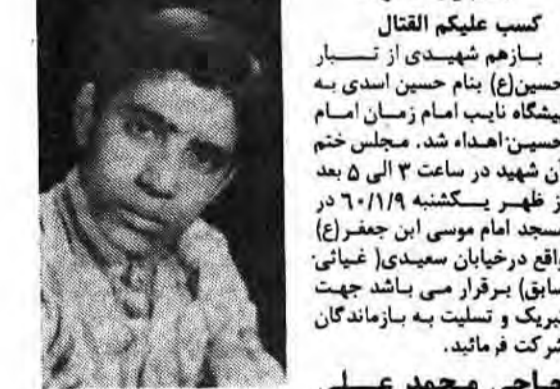 کسب علیکم القتال
بازهم شهیدی از تبار
حسین(ع) بنام حسین اسدی به
پیشگاه نایب امام زمان امام
حسین اهداء شد. مجلس ختم
آن شهید در ساعت ۳ الی ۵ بعد
از ظهر یکشنبه ۶۰/۱/۹ در
مسجد امام موسی ابن جعفر(ع)
واقع درخیابان سعیدی( غیاثی
سابق) برقرار می باشد جهت
تبریک و تسلیت به بازماندگان
شرکت فرمائید.
حاجی محمد علی